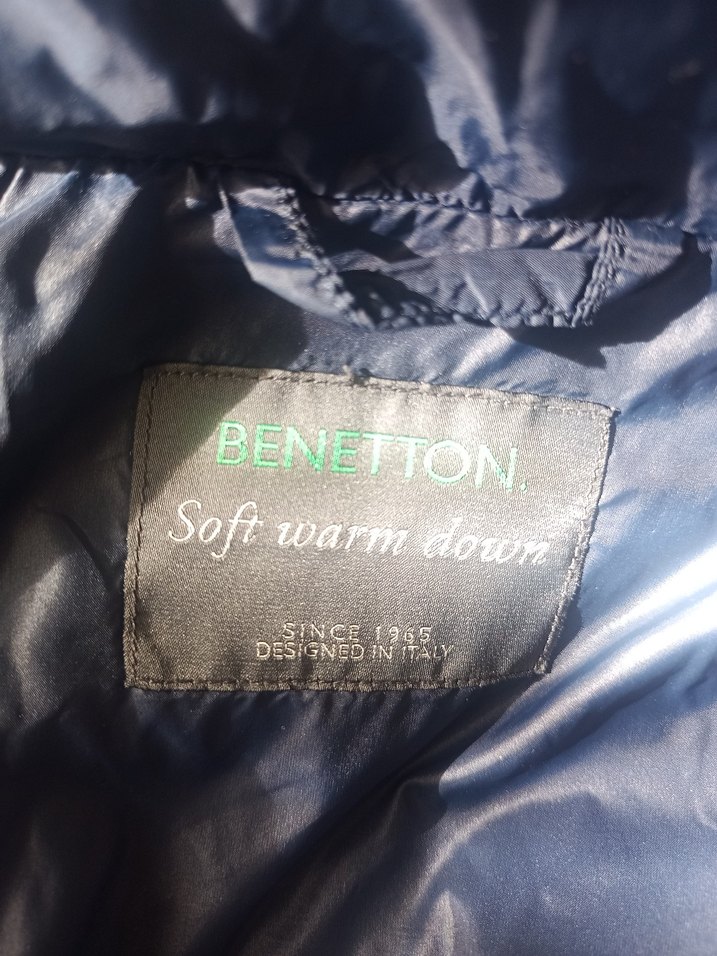 BENETTON.
Soft warm down
SINCE 1965
DESIGNED IN ITALY